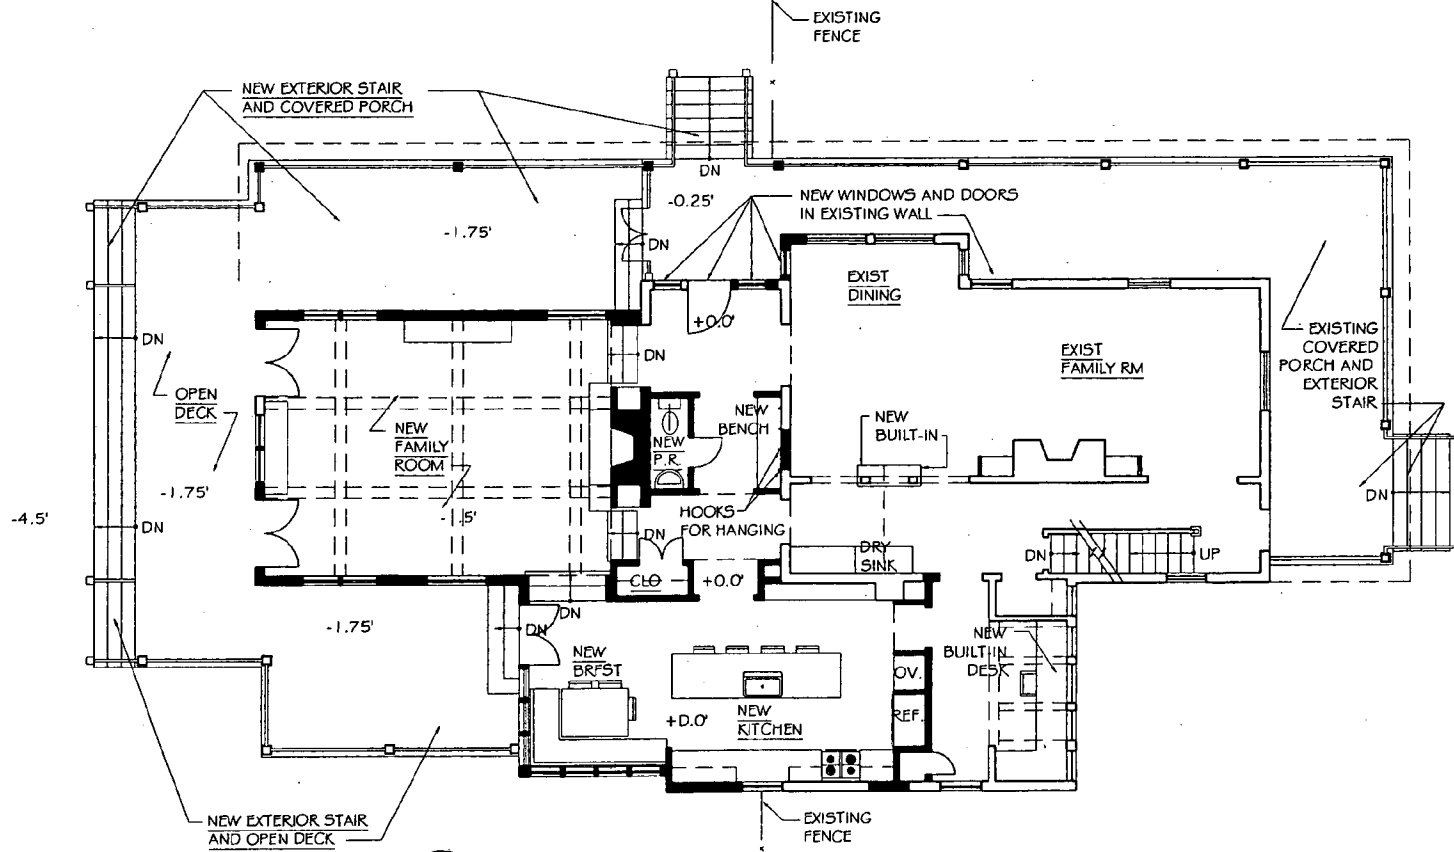 EXISTING
FENCE
NEW EXTERIOR STAIR
AND COVERED PORCH
DN
-0.25'
NEW WINDOWS AND DOORS
IN EXISTING WALL
-1.75'
DN
EXIST
DINING
+0.0'
EXISTING
COVERED
PORCH AND
EXTERIOR
STAIR
DN
DN
EXIST
FAMILY RM
OPEN
DECK
NEW
FAMILY
ROOM
NEW
BENCH
NEW
BUILT-IN
NEW
P.R.
-1.75'
DN
-4.5'
DN
HOOKS
FOR HANGING
DN
DRY
SINK
DN
UP
CLO
+0.0'
DN
DN
-1.75'
NEW
BRFST
NEW
BUILT-IN
DESK
OV.
REF.
NEW
KITCHEN
NEW EXTERIOR STAIR
AND OPEN DECK
EXISTING
FENCE